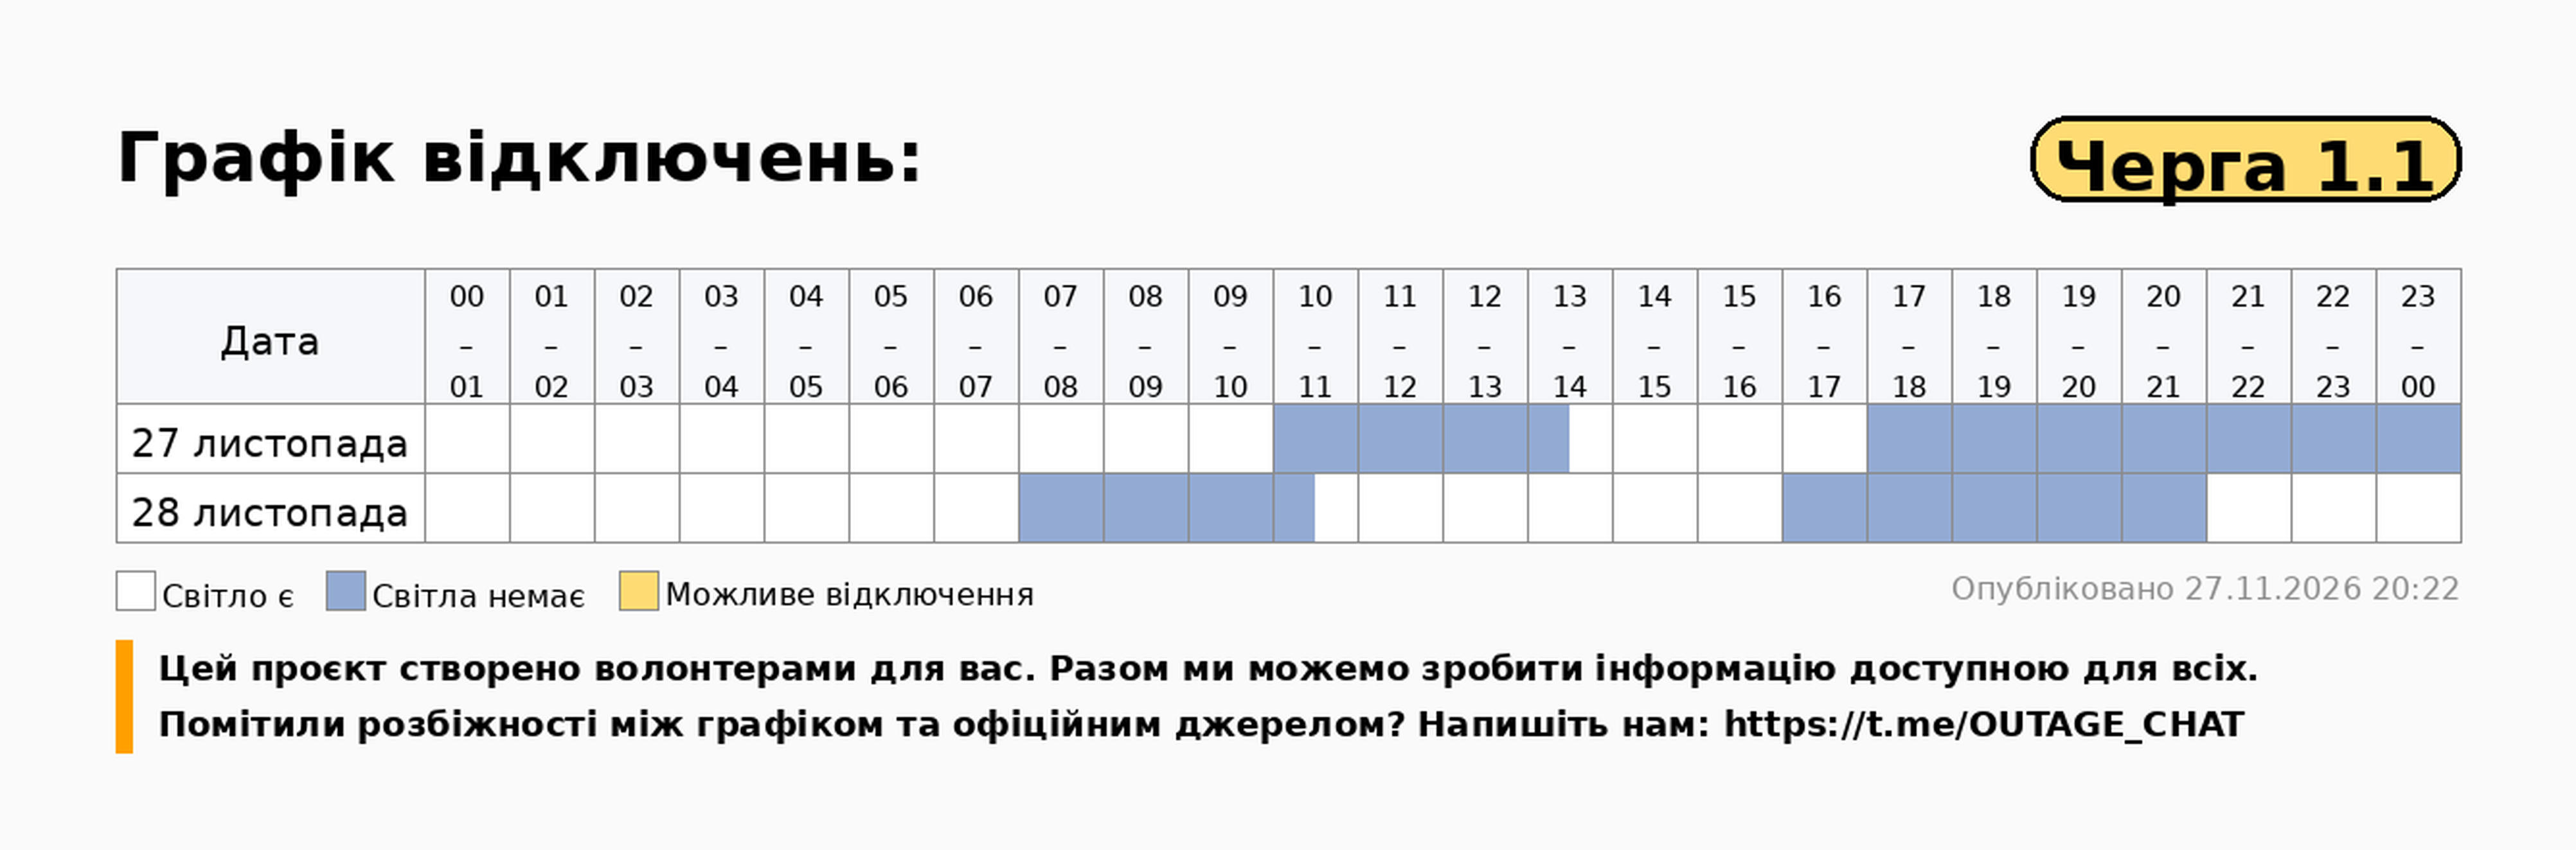 Графік відключень:
Черга 1.1
Дата 00 – 01 01 – 02 02 – 03 03 – 04 04 – 05 05 – 06 06 – 07 07 – 08 08 – 09 09 – 10 10 – 11 11 – 12 12 – 13 13 – 14 14 – 15 15 – 16 16 – 17 17 – 18 18 – 19 19 – 20 20 – 21 21 – 22 22 – 23 23 – 00
27 листопада
28 листопада
Світло є Світла немає Можливе відключення
Опубліковано 27.11.2026 20:22
Цей проєкт створено волонтерами для вас. Разом ми можемо зробити інформацію доступною для всіх.
Помітили розбіжності між графіком та офіційним джерелом? Напишіть нам: https://t.me/OUTAGE_CHAT